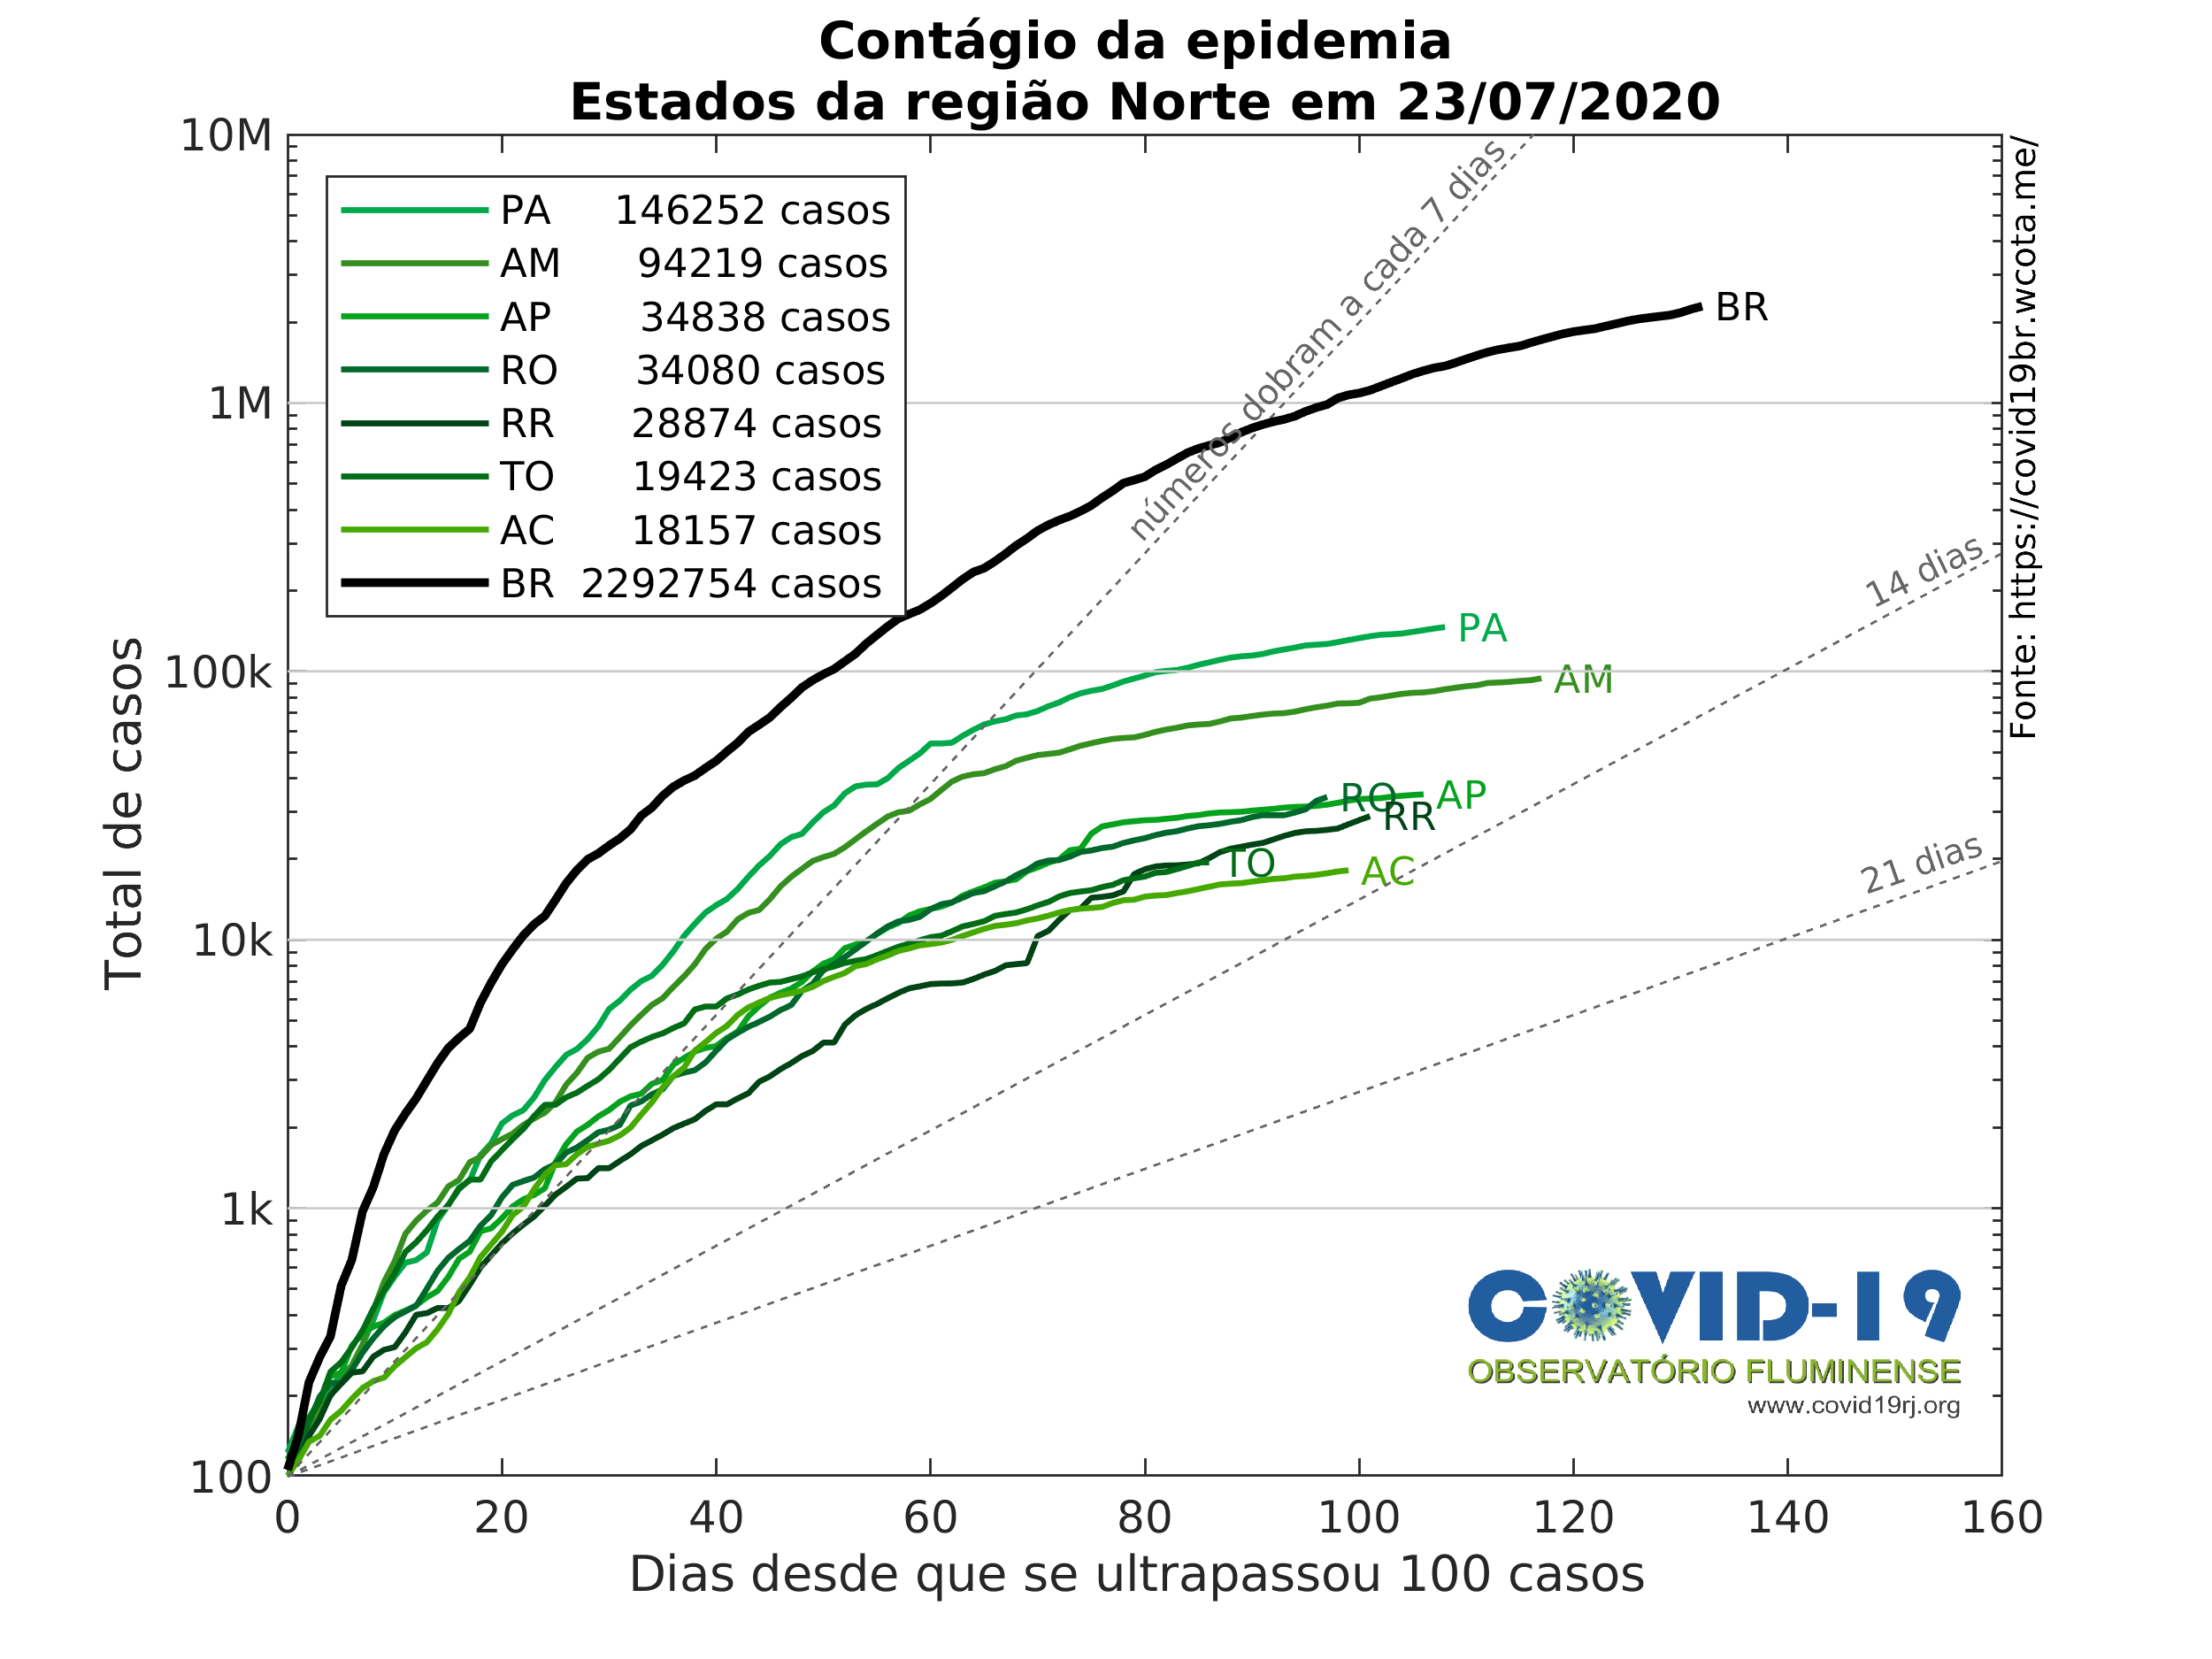 Contágio da epidemia
Estados da região Norte em 23/07/2020
10M
1M
100k
10k
1k
100
Total de casos
PA 146252 casos
AM 94219 casos
AP 34838 casos
RO 34080 casos
RR 28874 casos
TO 19423 casos
AC 18157 casos
BR 2292754 casos
números dobram a cada 7 dias
14 dias
21 dias
BR
PA
AM
AP
RO
RR
TO
AC
Fonte: https://covid19br.wcota.me/
COVID-19
OBSERVATÓRIO FLUMINENSE
www.covid19rj.org
0 20 40 60 80 100 120 140 160
Dias desde que se ultrapassou 100 casos